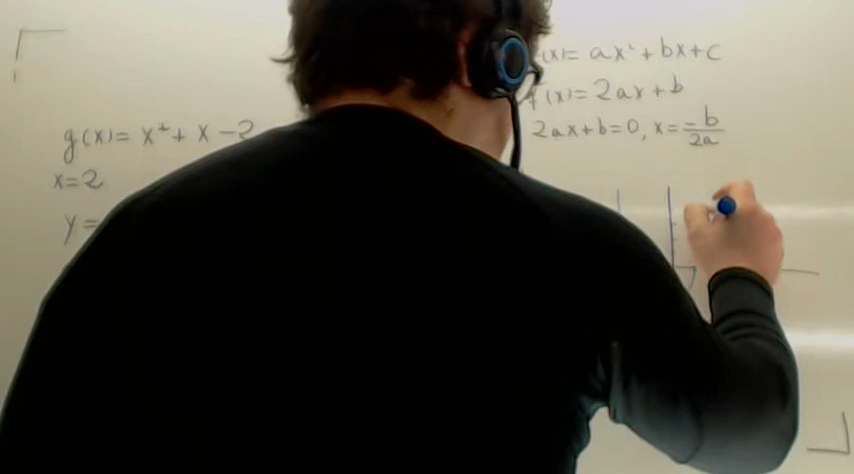 g(x)= x² + x - 2
x=2
y=
(x)= ax² + bx + c
f'(x)= 2ax + b
2ax+b=0, x= -b/2a